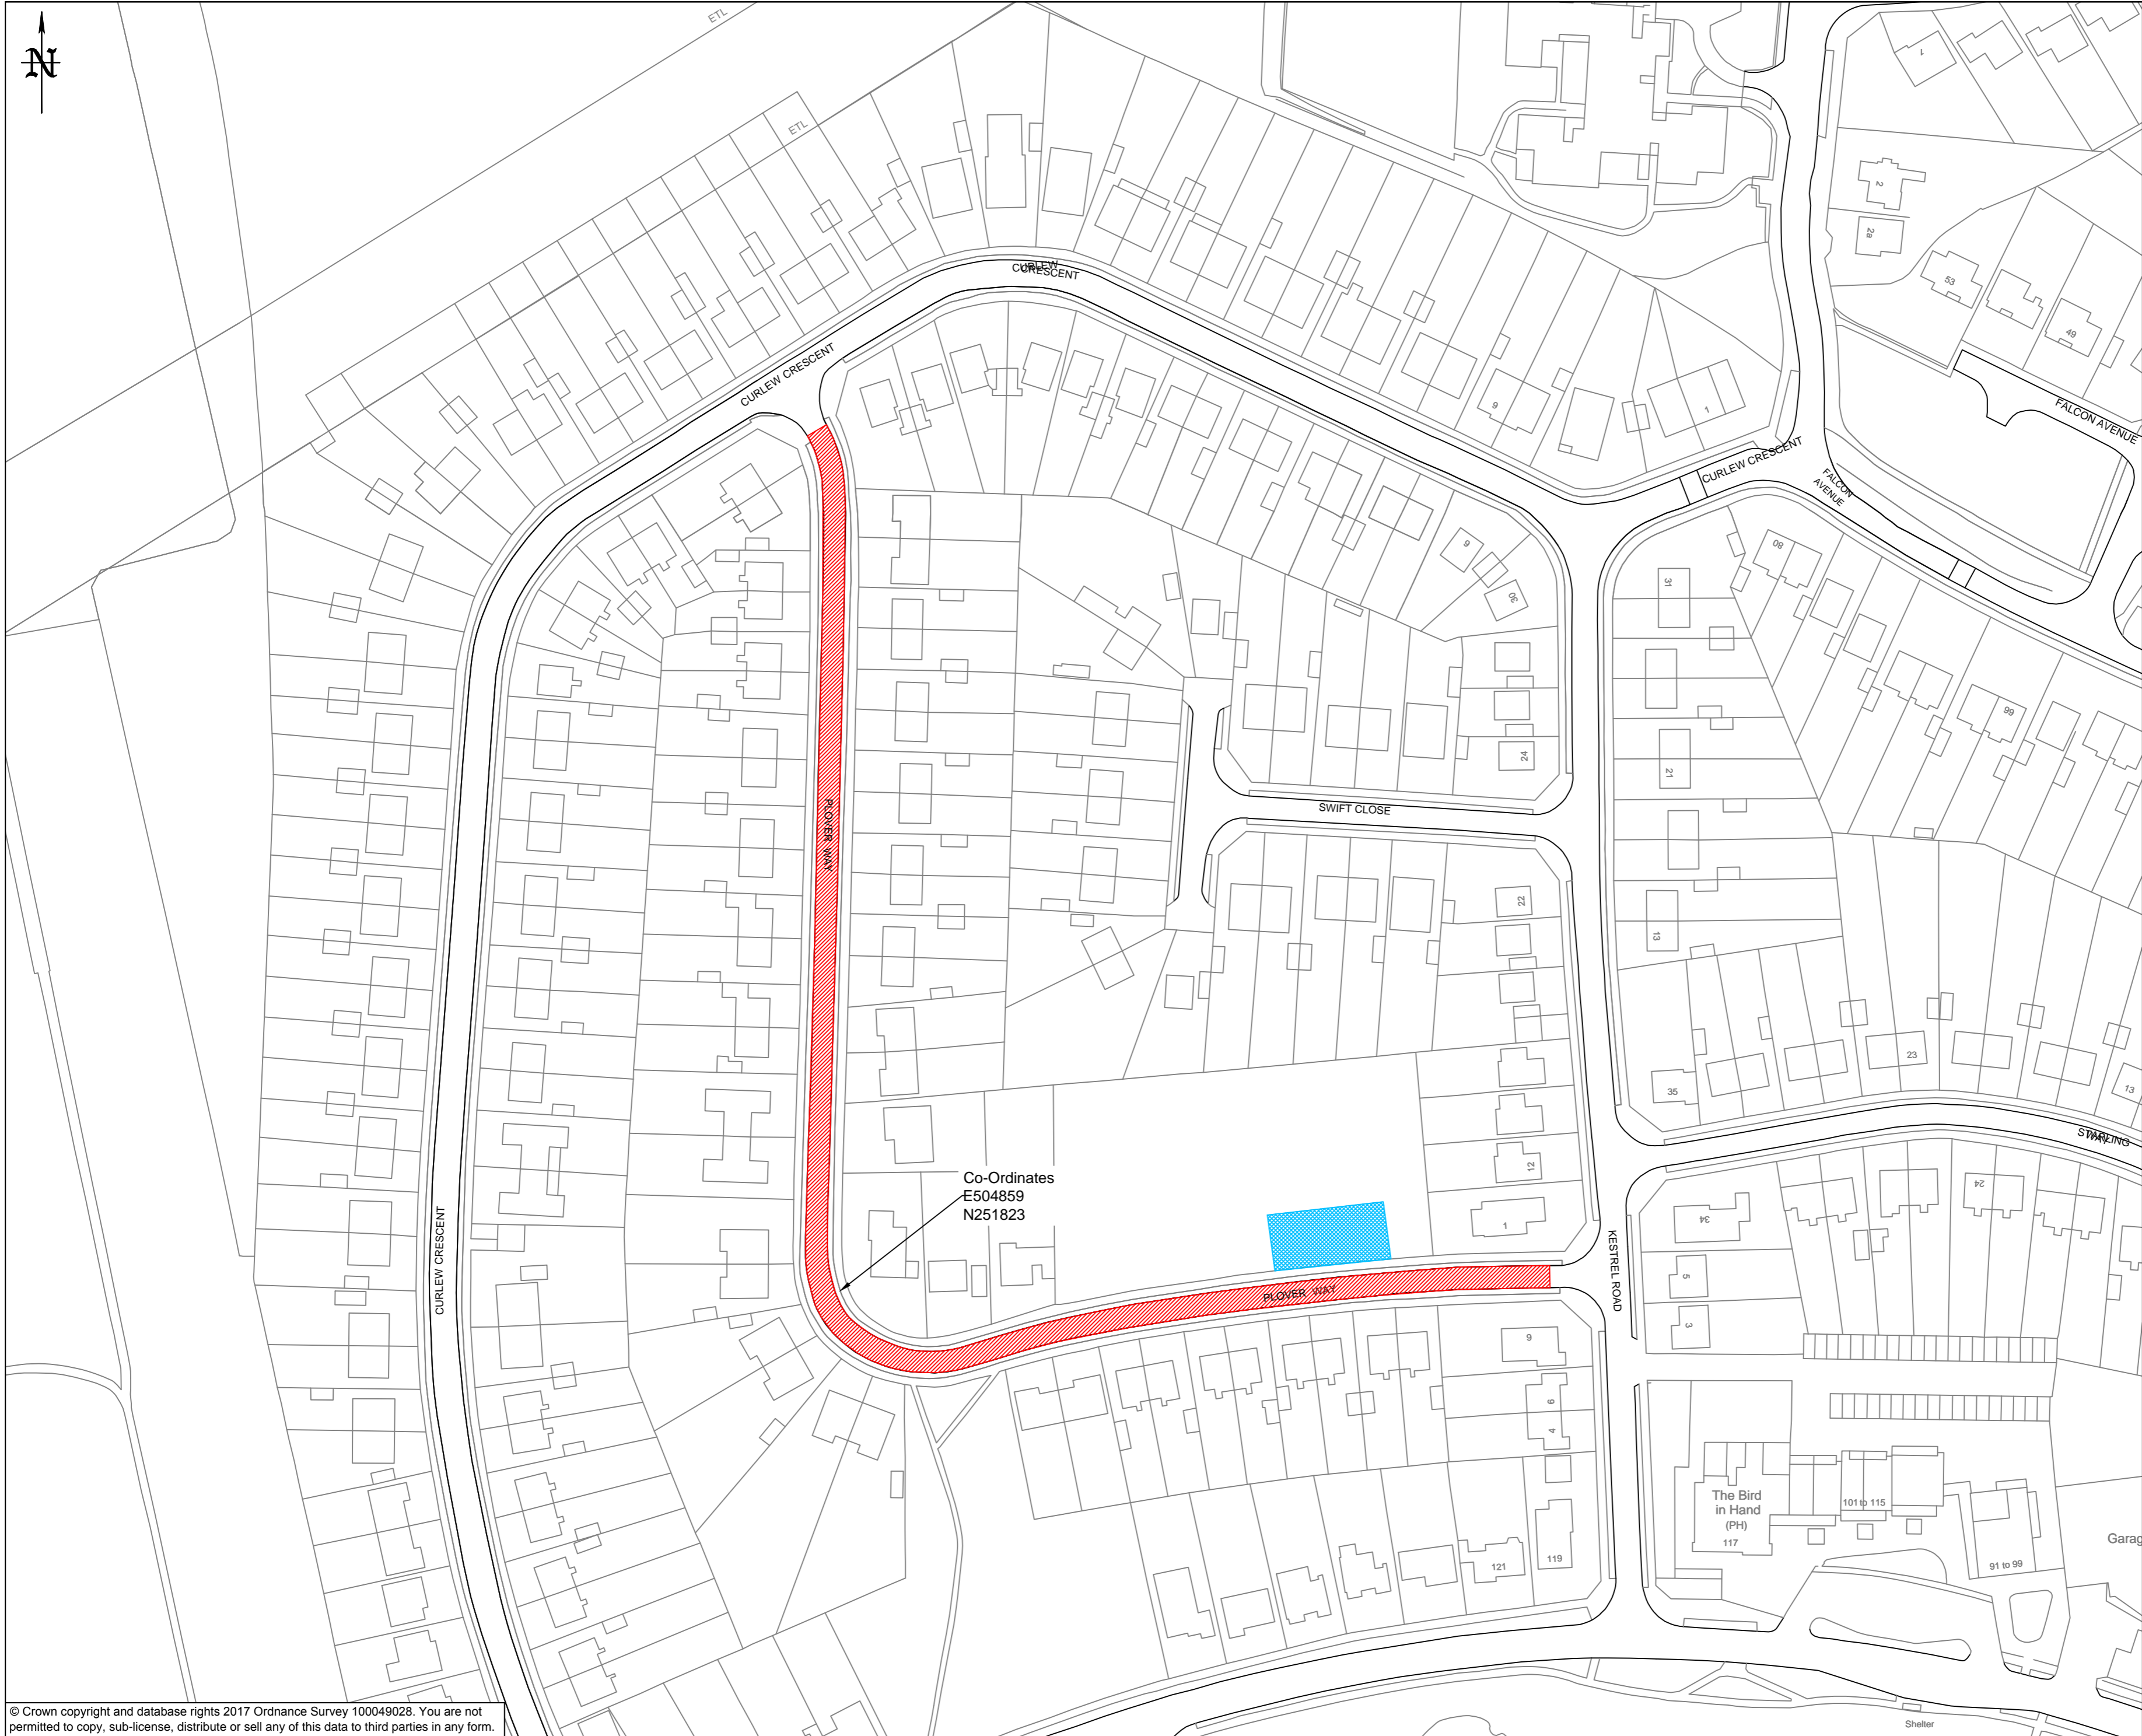 ETL
N
ETL
1
2
2a
53
49
CURLEW
CRESCENT
CURLEW CRESCENT
9
1
FALCON AVENUE
CURLEW CRESCENT
FALCON
AVENUE
6
30
31
80
24
21
66
SWIFT CLOSE
PLOVER WAY
22
13
35
23
13
STARLING
WAY
Co-Ordinates
E504859
N251823
12
1
24
34
CURLEW CRESCENT
KESTREL ROAD
5
PLOVER WAY
3
9
6
4
The Bird
in Hand
(PH)
117
101 to 115
91 to 99
Garag
121
119
© Crown copyright and database rights 2017 Ordnance Survey 100049028. You are not
permitted to copy, sub-license, distribute or sell any of this data to third parties in any form.
Shelter